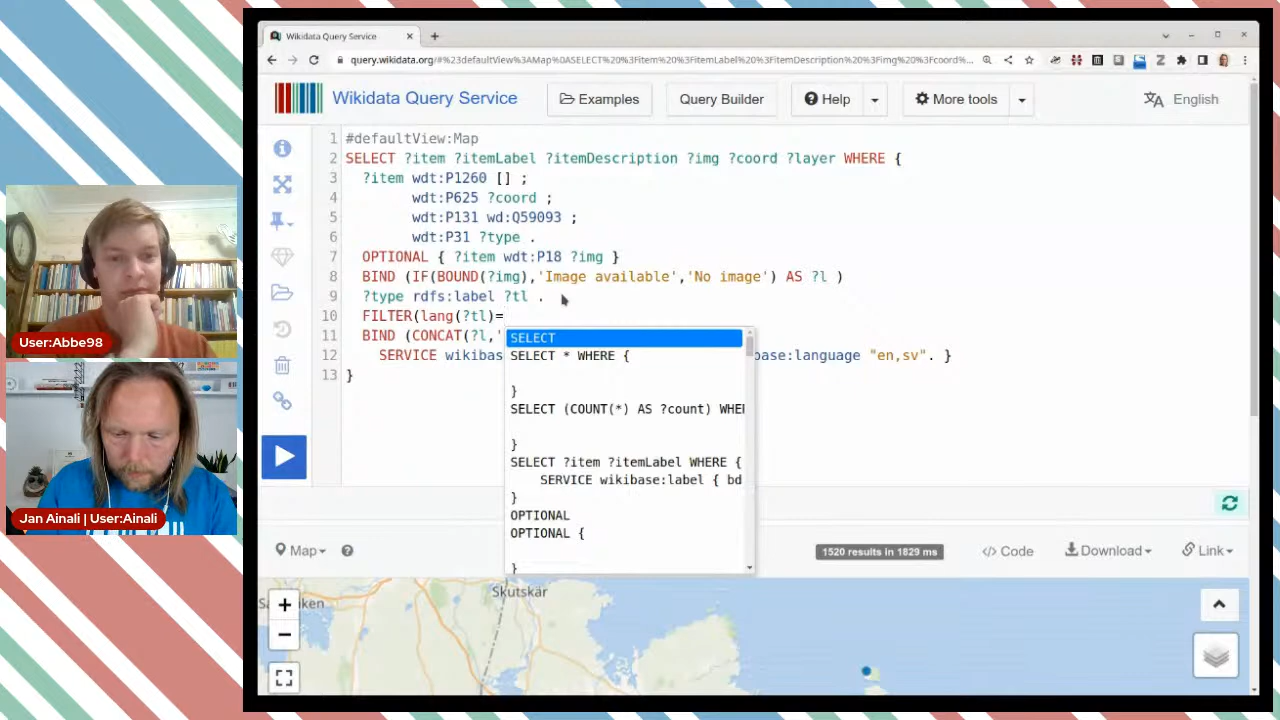 Wikidata Query Service
query.wikidata.org/#%23defaultView%3AMap%0ASELECT%20%3Fitem%20%3FitemLabel%20%3FitemDescription%20%3Fimg%20%3Fcoord%...
Wikidata Query Service
Examples
Query Builder
Help
More tools
English
1 #defaultView:Map
2 SELECT ?item ?itemLabel ?itemDescription ?img ?coord ?layer WHERE {
3 ?item wdt:P1260 [] ;
4 wdt:P625 ?coord ;
5 wdt:P131 wd:Q59093 ;
6 wdt:P31 ?type .
7 OPTIONAL { ?item wdt:P18 ?img }
8 BIND (IF(BOUND(?img),'Image available','No image') AS ?l )
9 ?type rdfs:label ?tl .
10 FILTER(lang(?tl)=
11 BIND (CONCAT(?l,'
12 SERVICE wikiba
base:language "en,sv". }
13 }
SELECT
SELECT * WHERE {
}
SELECT (COUNT(*) AS ?count) WHER
}
SELECT ?item ?itemLabel WHERE {
SERVICE wikibase:label { bd
}
OPTIONAL
OPTIONAL {
}
Map
1520 results in 1829 ms
</> Code
Download
Link
Skutskär
+
−
User:Abbe98
Jan Ainali | User:Ainali